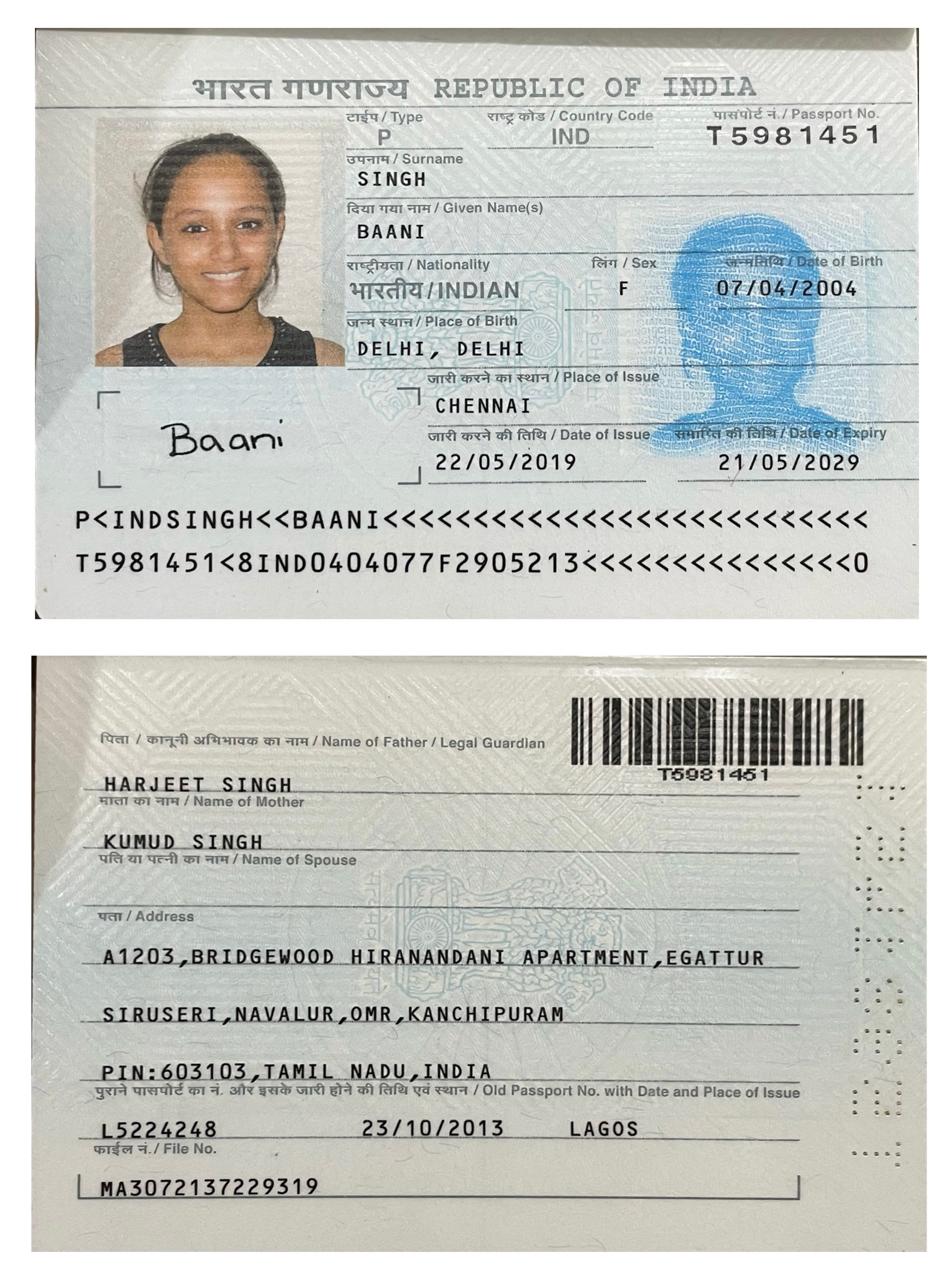 भारत गणराज्य REPUBLIC OF INDIA
टाईप / Type राष्ट्र कोड / Country Code पासपोर्ट नं. / Passport No.
P IND T5981451
उपनाम / Surname
SINGH
दिया गया नाम / Given Name(s)
BAANI
राष्ट्रीयता / Nationality लिंग / Sex जन्मतिथि / Date of Birth
भारतीय / INDIAN F 07/04/2004
जन्म स्थान / Place of Birth
DELHI, DELHI
जारी करने का स्थान / Place of Issue
CHENNAI
Baani
जारी करने की तिथि / Date of Issue समाप्ति की तिथि / Date of Expiry
22/05/2019 21/05/2029
P<INDSINGH<<BAANI<<<<<<<<<<<<<<<<<<<<<<<<<<<
T5981451<8IND0404077F2905213<<<<<<<<<<<<<<<0
पिता / कानूनी अभिभावक का नाम / Name of Father / Legal Guardian
T5981451
HARJEET SINGH
माता का नाम / Name of Mother
KUMUD SINGH
पति या पत्नी का नाम / Name of Spouse
पता / Address
A1203,BRIDGEWOOD HIRANANDANI APARTMENT,EGATTUR
SIRUSERI,NAVALUR,OMR,KANCHIPURAM
PIN:603103,TAMIL NADU,INDIA
पुराने पासपोर्ट का नं. और इसके जारी होने की तिथि एवं स्थान / Old Passport No. with Date and Place of Issue
L5224248 23/10/2013 LAGOS
फाईल नं. / File No.
MA3072137229319